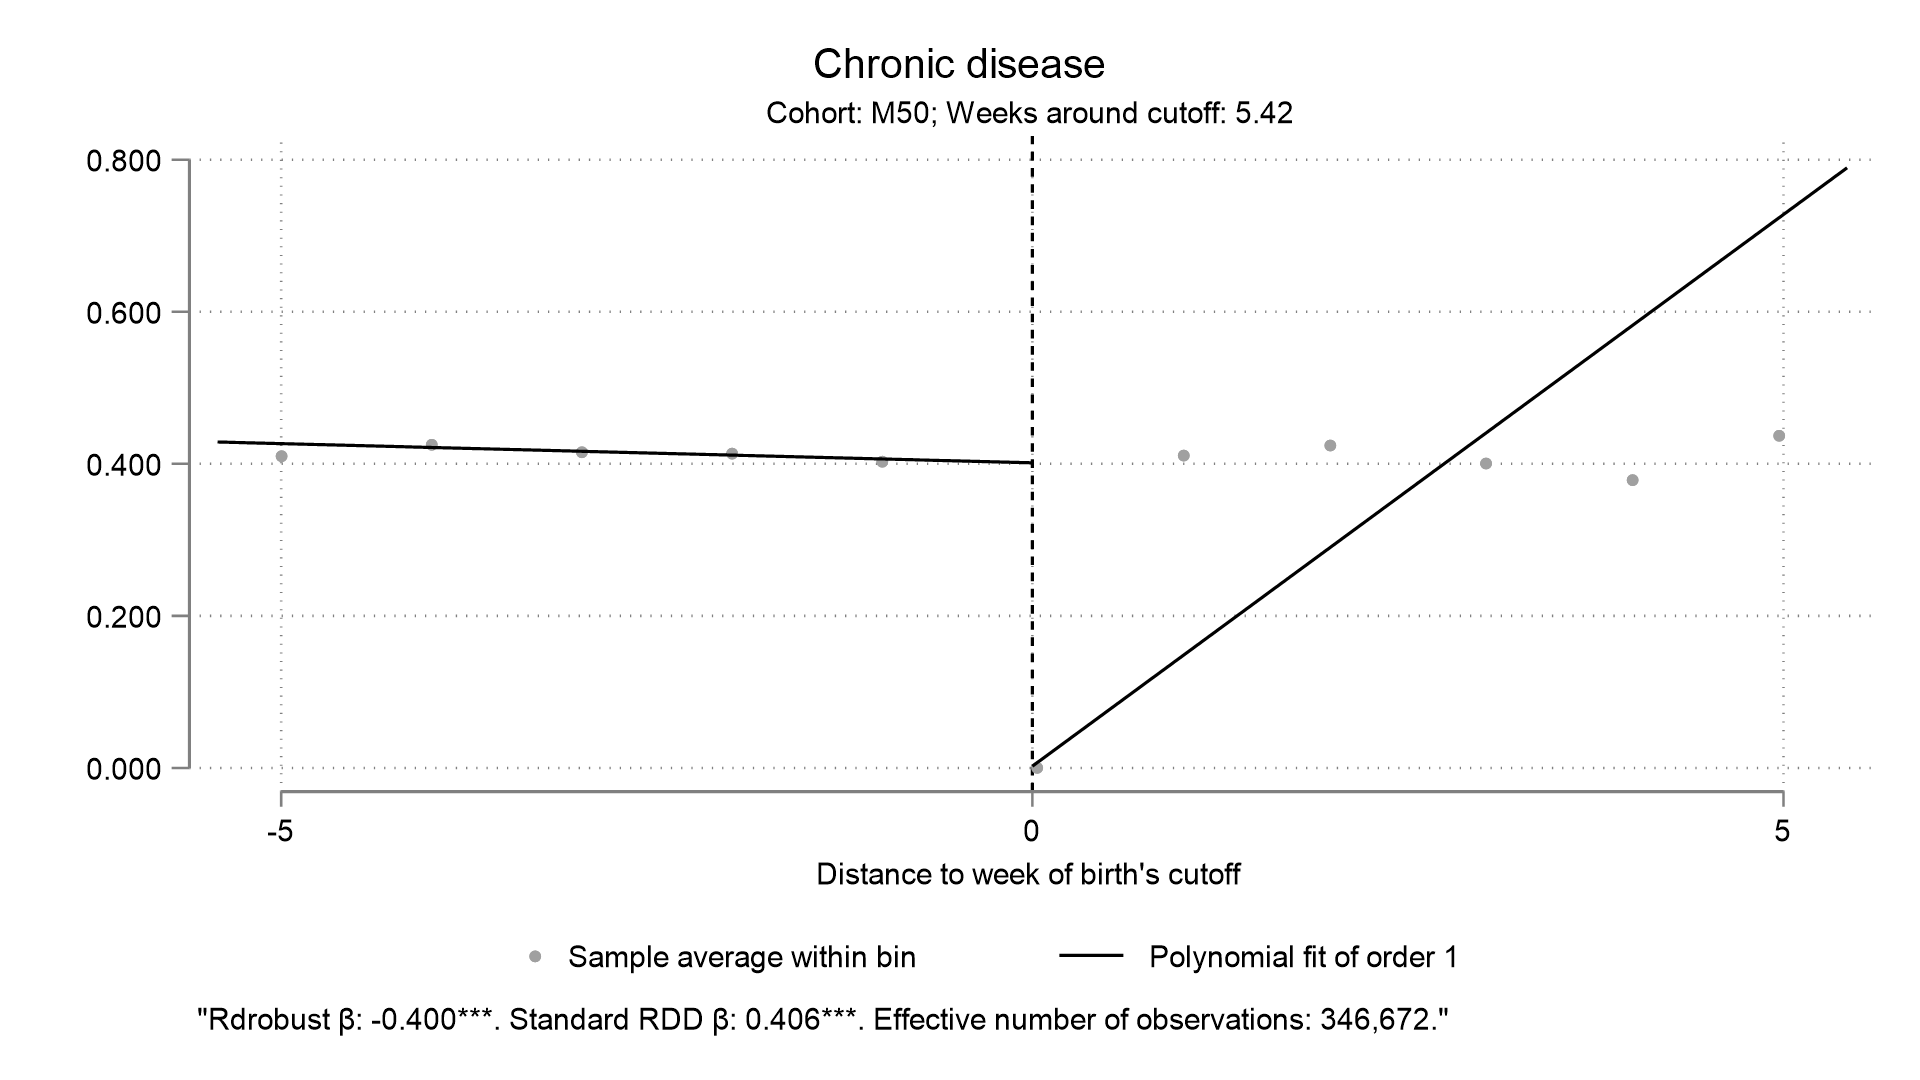 Chronic disease
Cohort: M50; Weeks around cutoff: 5.42
0.800
0.600
0.400
0.200
0.000
-5 0 5
Distance to week of birth's cutoff
Sample average within bin Polynomial fit of order 1
"Rdrobust β: -0.400***. Standard RDD β: 0.406***. Effective number of observations: 346,672."